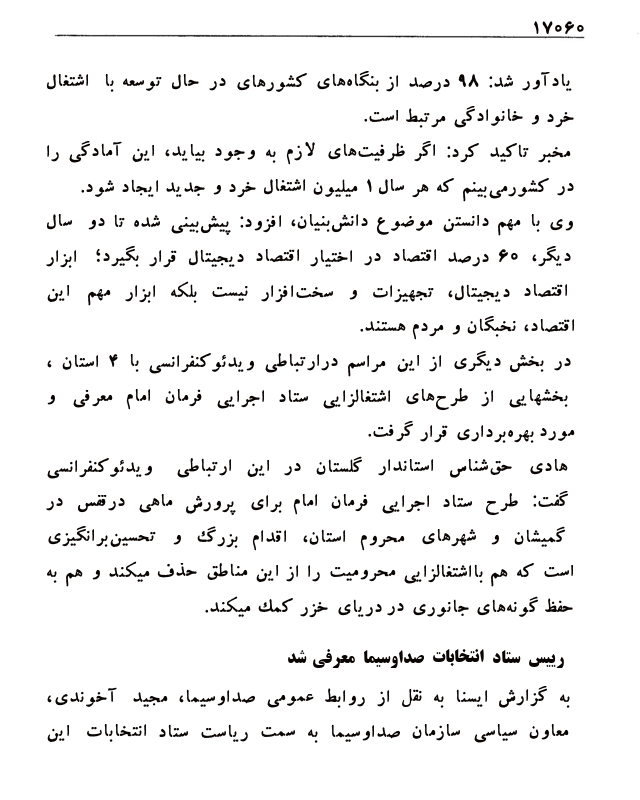 ۱۷۰۶۰
یادآور شد: ۹۸ درصد از بنگاه‌های کشورهای در حال توسعه با اشتغال
خرد و خانوادگی مرتبط است.
مخبر تاکید کرد: اگر ظرفیت‌های لازم به وجود بیاید، این آمادگی را
در کشورمی‌بینم که هر سال ۱ میلیون اشتغال خرد و جدید ایجاد شود.
وی با مهم دانستن موضوع دانش‌بنیان، افزود: پیش‌بینی شده تا دو سال
دیگر، ۶۰ درصد اقتصاد در اختیار اقتصاد دیجیتال قرار بگیرد؛ ابزار
اقتصاد دیجیتال، تجهیزات و سخت‌افزار نیست بلکه ابزار مهم این
اقتصاد، نخبگان و مردم هستند.
در بخش دیگری از این مراسم درارتباطی ویدئوکنفرانسی با ۴ استان ،
بخشهایی از طرح‌های اشتغالزایی ستاد اجرایی فرمان امام معرفی و
مورد بهره‌برداری قرار گرفت.
هادی حق‌شناس استاندار گلستان در این ارتباطی ویدئوکنفرانسی
گفت: طرح ستاد اجرایی فرمان امام برای پرورش ماهی درقفس در
گمیشان و شهرهای محروم استان، اقدام بزرگ و تحسین‌برانگیزی
است که هم بااشتغالزایی محرومیت را از این مناطق حذف میکند و هم به
حفظ گونه‌های جانوری در دریای خزر کمک میکند.
رییس ستاد انتخابات صداوسیما معرفی شد
به گزارش ایسنا به نقل از روابط عمومی صداوسیما، مجید آخوندی،
معاون سیاسی سازمان صداوسیما به سمت ریاست ستاد انتخابات این